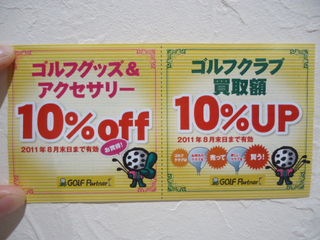 ゴルフグッズ&
アクセサリー
10%off
2011年8月末日まで有効
お買得!
GOLF Partner
ゴルフクラブ
買取額
10%UP
2011年8月末日まで有効
売って
買う!
GOLF Partner